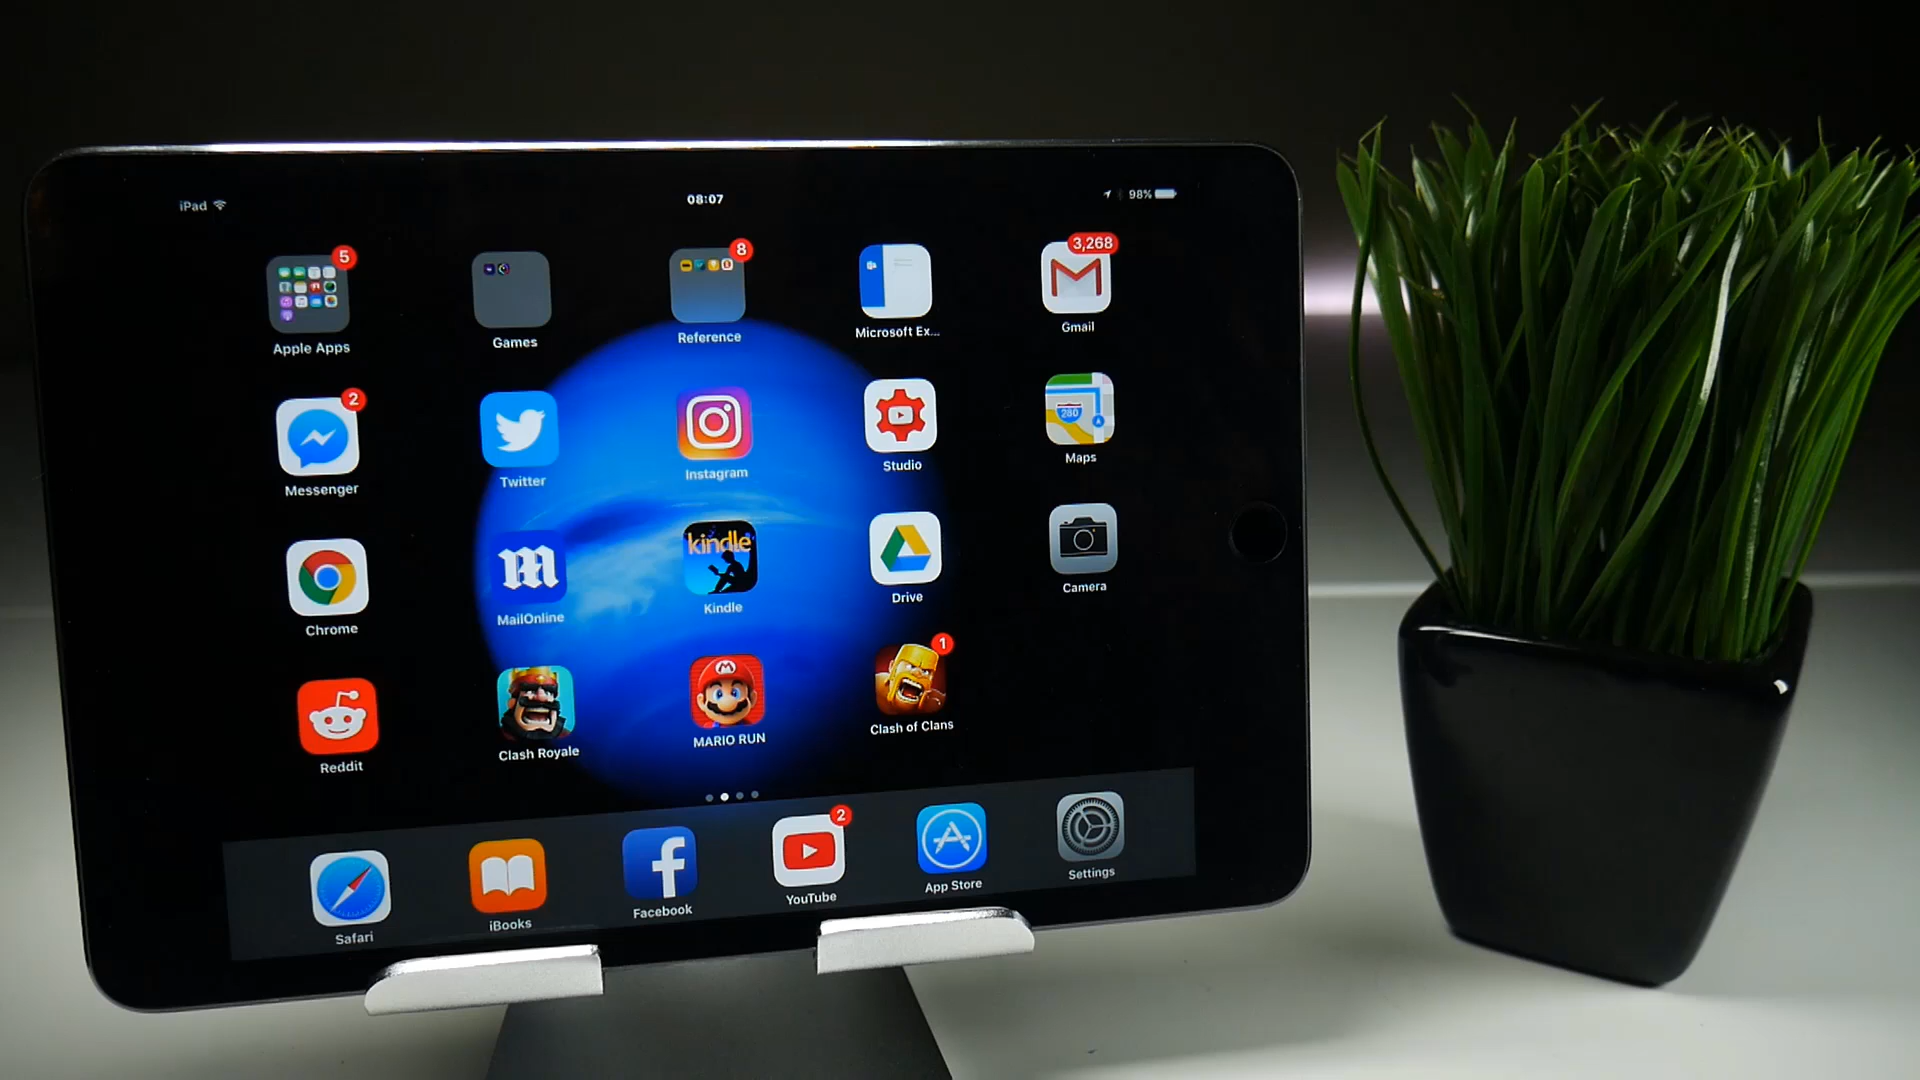 iPad
08:07
98%
5
8
3,268
Apple Apps
Games
Reference
Microsoft Ex...
Gmail
2
280
Messenger
Twitter
Instagram
Studio
Maps
kindle
Chrome
MailOnline
Kindle
Drive
Camera
M
1
Reddit
Clash Royale
MARIO RUN
Clash of Clans
2
Safari
iBooks
Facebook
YouTube
App Store
Settings